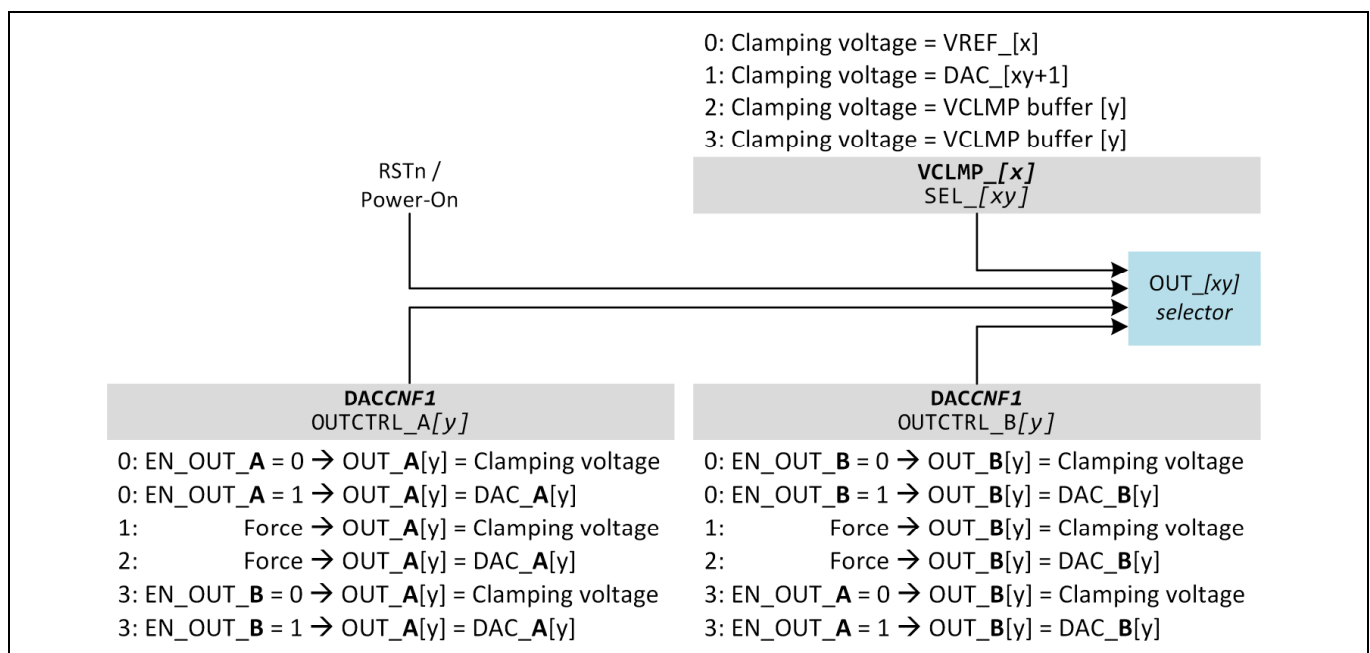 0: Clamping voltage = VREF_[x]
1: Clamping voltage = DAC_[xy+1]
2: Clamping voltage = VCLMP buffer [y]
3: Clamping voltage = VCLMP buffer [y]
RSTn /
Power-On
VCLMP_[x]
SEL_[xy]
OUT_[xy]
selector
DACCNF1
OUTCTRL_A[y]
0: EN_OUT_A = 0 → OUT_A[y] = Clamping voltage
0: EN_OUT_A = 1 → OUT_A[y] = DAC_A[y]
1: Force → OUT_A[y] = Clamping voltage
2: Force → OUT_A[y] = DAC_A[y]
3: EN_OUT_B = 0 → OUT_A[y] = Clamping voltage
3: EN_OUT_B = 1 → OUT_A[y] = DAC_A[y]
DACCNF1
OUTCTRL_B[y]
0: EN_OUT_B = 0 → OUT_B[y] = Clamping voltage
0: EN_OUT_B = 1 → OUT_B[y] = DAC_B[y]
1: Force → OUT_B[y] = Clamping voltage
2: Force → OUT_B[y] = DAC_B[y]
3: EN_OUT_A = 0 → OUT_B[y] = Clamping voltage
3: EN_OUT_A = 1 → OUT_B[y] = DAC_B[y]